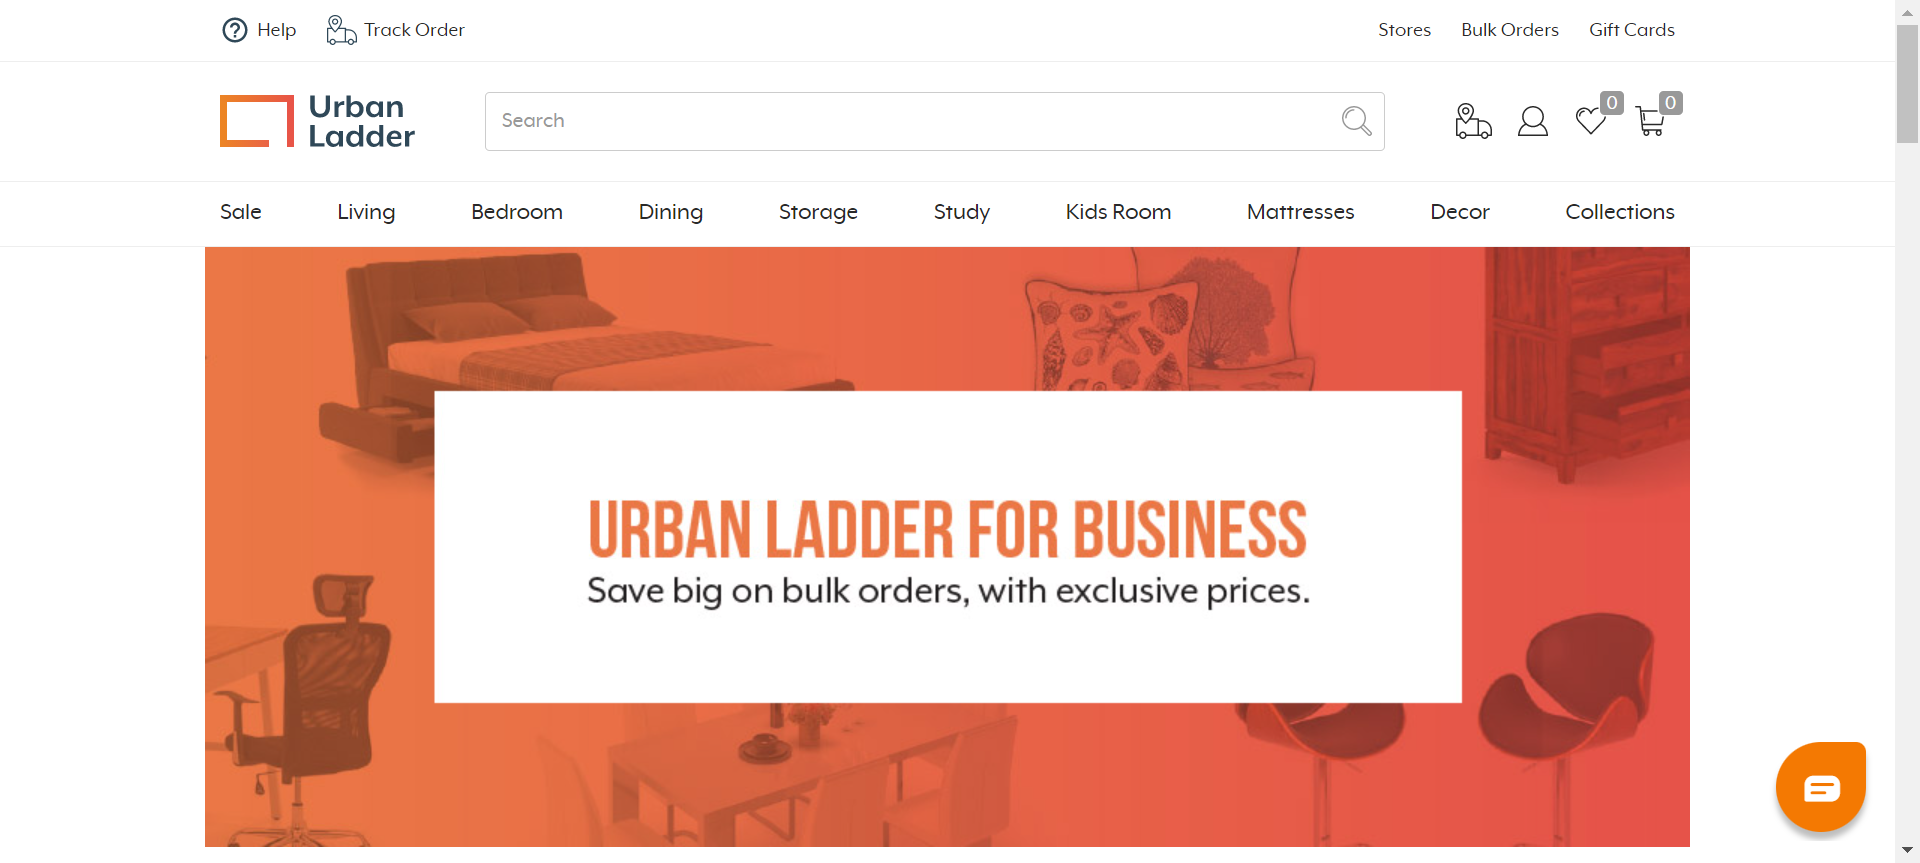 Help Track Order Stores Bulk Orders Gift Cards
Urban
Ladder
Search
0 0
Sale Living Bedroom Dining Storage Study Kids Room Mattresses Decor Collections
URBAN LADDER FOR BUSINESS
Save big on bulk orders, with exclusive prices.